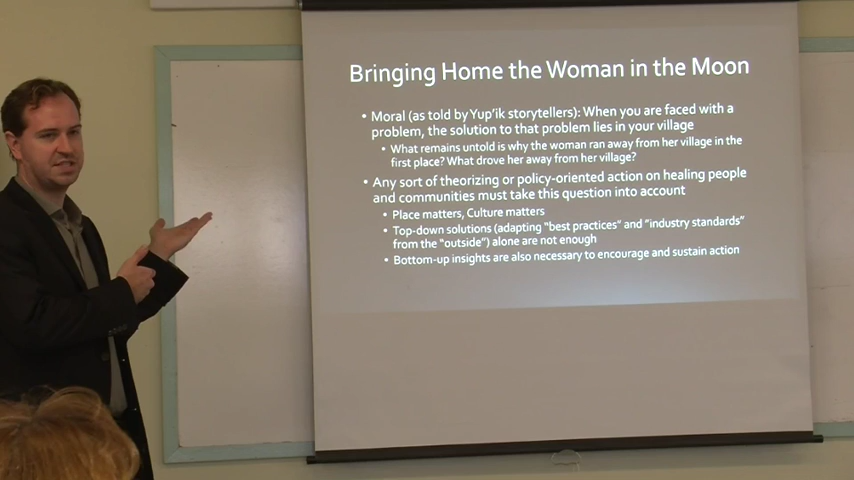 Bringing Home the Woman in the Moon
• Moral (as told by Yup'ik storytellers): When you are faced with a
problem, the solution to that problem lies in your village
• What remains untold is why the woman ran away from her village in the
first place? What drove her away from her village?
• Any sort of theorizing or policy-oriented action on healing people
and communities must take this question into account
• Place matters, Culture matters
• Top-down solutions (adapting "best practices" and "industry standards"
from the "outside") alone are not enough
• Bottom-up insights are also necessary to encourage and sustain action